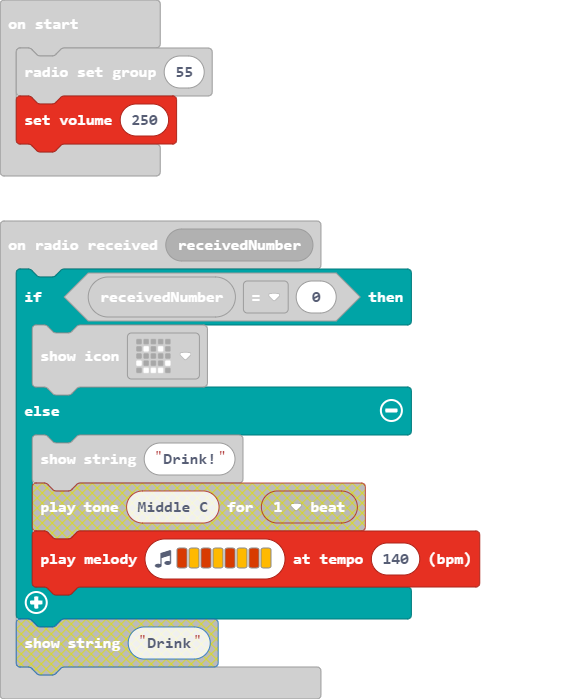 on start
radio set group 55
set volume 250
on radio received receivedNumber
if receivedNumber = 0 then
show icon
else
show string "Drink!"
play tone Middle C for 1 beat
play melody at tempo 140 (bpm)
show string "Drink"